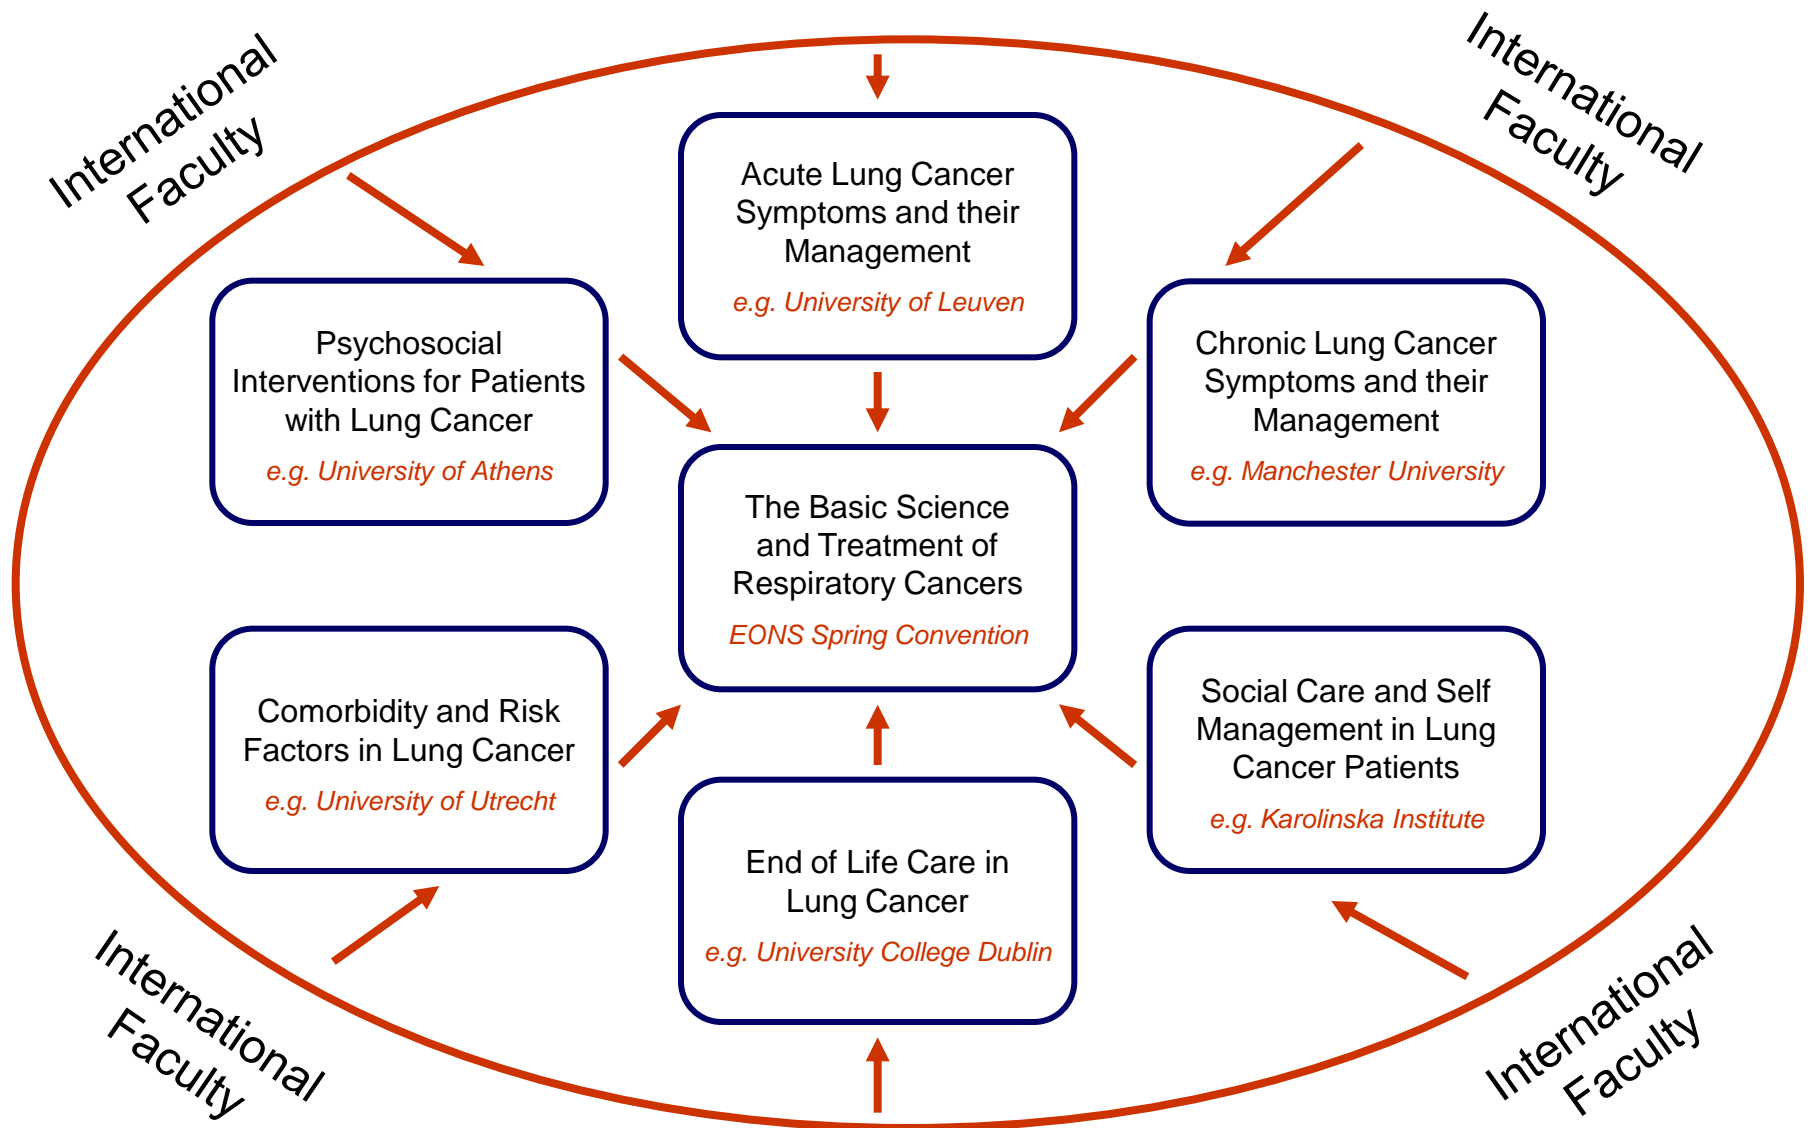 International
Faculty
International
Faculty
Acute Lung Cancer
Symptoms and their
Management
e.g. University of Leuven
Psychosocial
Interventions for Patients
with Lung Cancer
e.g. University of Athens
Chronic Lung Cancer
Symptoms and their
Management
e.g. Manchester University
The Basic Science
and Treatment of
Respiratory Cancers
EONS Spring Convention
Comorbidity and Risk
Factors in Lung Cancer
e.g. University of Utrecht
Social Care and Self
Management in Lung
Cancer Patients
e.g. Karolinska Institute
End of Life Care in
Lung Cancer
e.g. University College Dublin
International
Faculty
International
Faculty